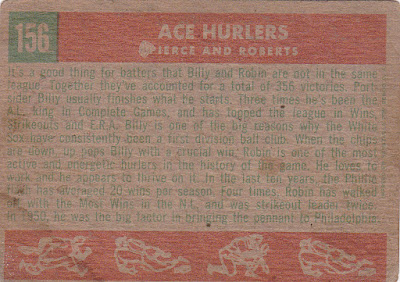 156
ACE HURLERS
PIERCE AND ROBERTS
It's a good thing for batters that Billy and Robin are not in the same
league. Together they've accounted for a total of 356 victories. Port-
sider Billy usually finishes what he starts, three times he's been the
A.L. king in Complete Games, and has topped the league in Wins,
Strikeouts and E.R.A. Billy is one of the big reasons why the White
Sox have consistently been a first division ball club. When the chips
are down, up pops Billy with a crucial win. Robin is one of the most
active and energetic hurlers in the history of the game. He loves to
work and he appears to thrive on it. In the last ten years, the
has averaged 20 wins per season. Four times, Robin has walked
with the Most Wins in the N.L. and was strikeout leader twice.
In 1950, he was the big factor in bringing the pennant to Philadelphia.